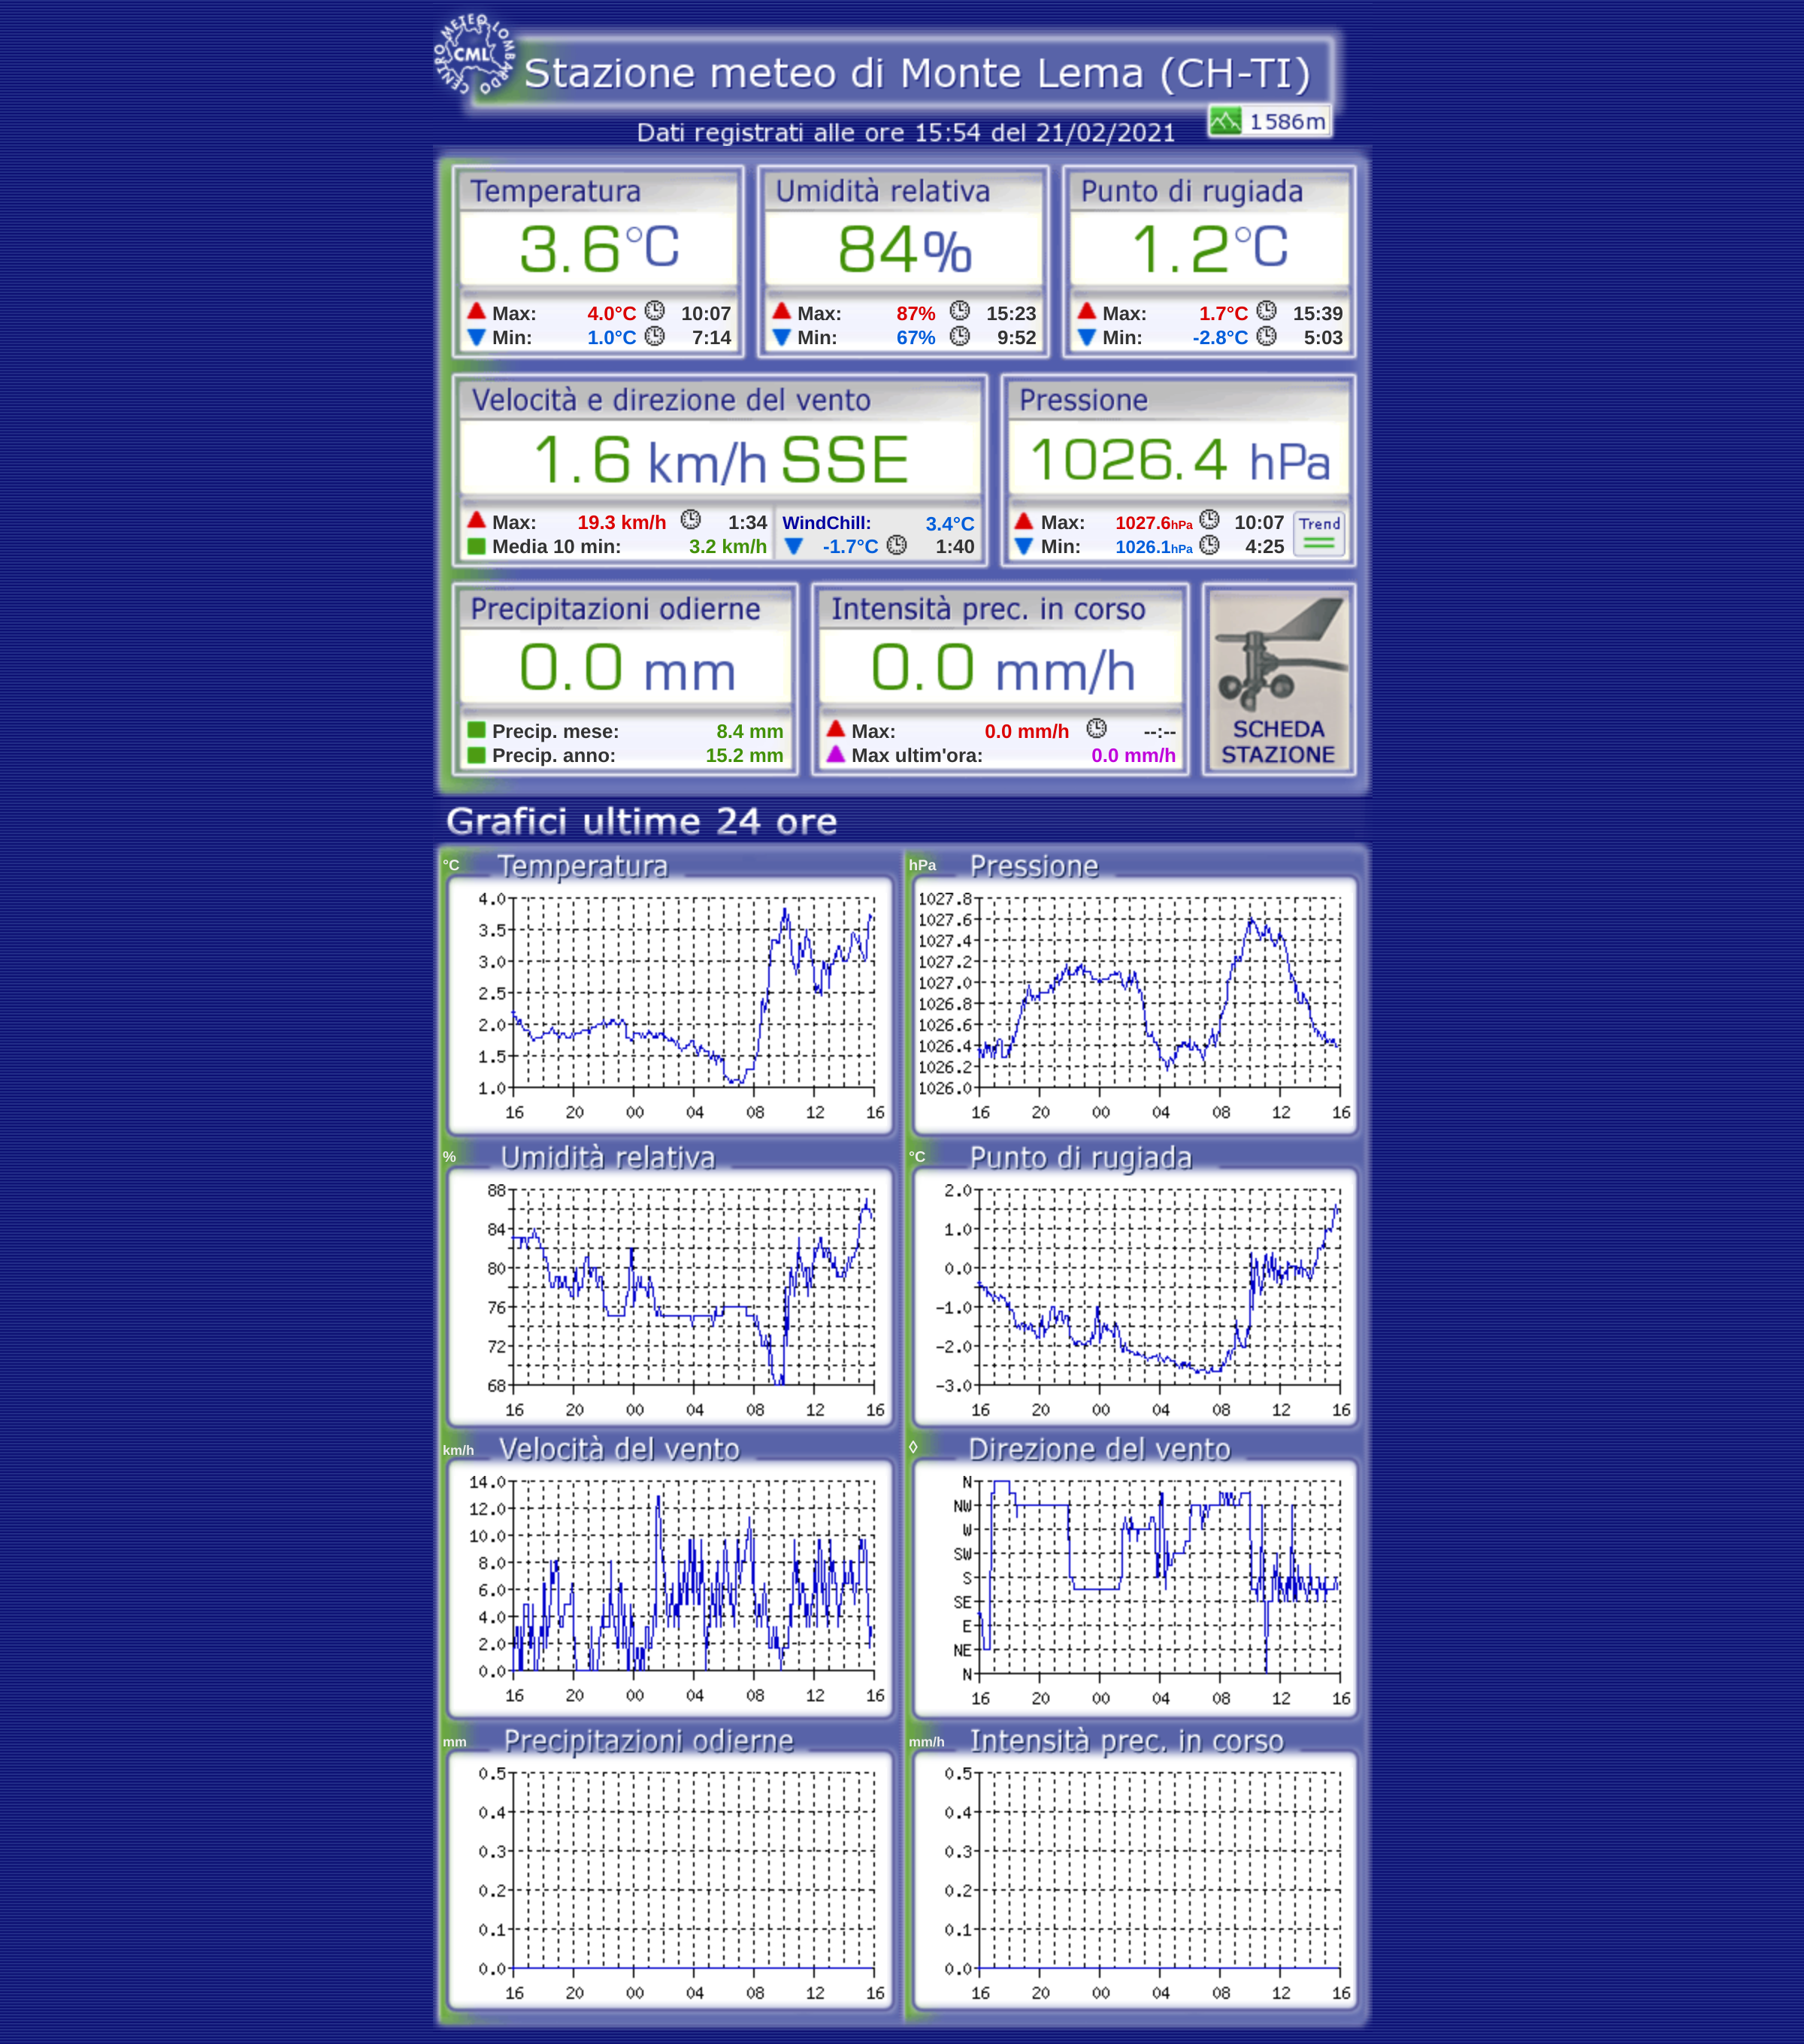 CENTRO METEO LOMBARDO
CML
Stazione meteo di Monte Lema (CH-TI)
1586m
Dati registrati alle ore 15:54 del 21/02/2021
Temperatura
3.6°C
Max: 4.0°C 10:07
Min: 1.0°C 7:14
Umidità relativa
84%
Max: 87% 15:23
Min: 67% 9:52
Punto di rugiada
1.2°C
Max: 1.7°C 15:39
Min: -2.8°C 5:03
Velocità e direzione del vento
1.6 km/h SSE
Max: 19.3 km/h 1:34
Media 10 min: 3.2 km/h
WindChill: 3.4°C
-1.7°C 1:40
Pressione
1026.4 hPa
Max: 1027.6hPa 10:07
Min: 1026.1hPa 4:25
Trend
Precipitazioni odierne
0.0 mm
Precip. mese: 8.4 mm
Precip. anno: 15.2 mm
Intensità prec. in corso
0.0 mm/h
Max: 0.0 mm/h --:--
Max ultim'ora: 0.0 mm/h
SCHEDA
STAZIONE
Grafici ultime 24 ore
°C Temperatura
4.0
3.5
3.0
2.5
2.0
1.5
1.0
16 20 00 04 08 12 16
hPa Pressione
1027.8
1027.6
1027.4
1027.2
1027.0
1026.8
1026.6
1026.4
1026.2
1026.0
16 20 00 04 08 12 16
% Umidità relativa
88
84
80
76
72
68
16 20 00 04 08 12 16
°C Punto di rugiada
2.0
1.0
0.0
-1.0
-2.0
-3.0
16 20 00 04 08 12 16
km/h Velocità del vento
14.0
12.0
10.0
8.0
6.0
4.0
2.0
0.0
16 20 00 04 08 12 16
◊ Direzione del vento
N
NW
W
SW
S
SE
E
NE
N
16 20 00 04 08 12 16
mm Precipitazioni odierne
0.5
0.4
0.3
0.2
0.1
0.0
16 20 00 04 08 12 16
mm/h Intensità prec. in corso
0.5
0.4
0.3
0.2
0.1
0.0
16 20 00 04 08 12 16